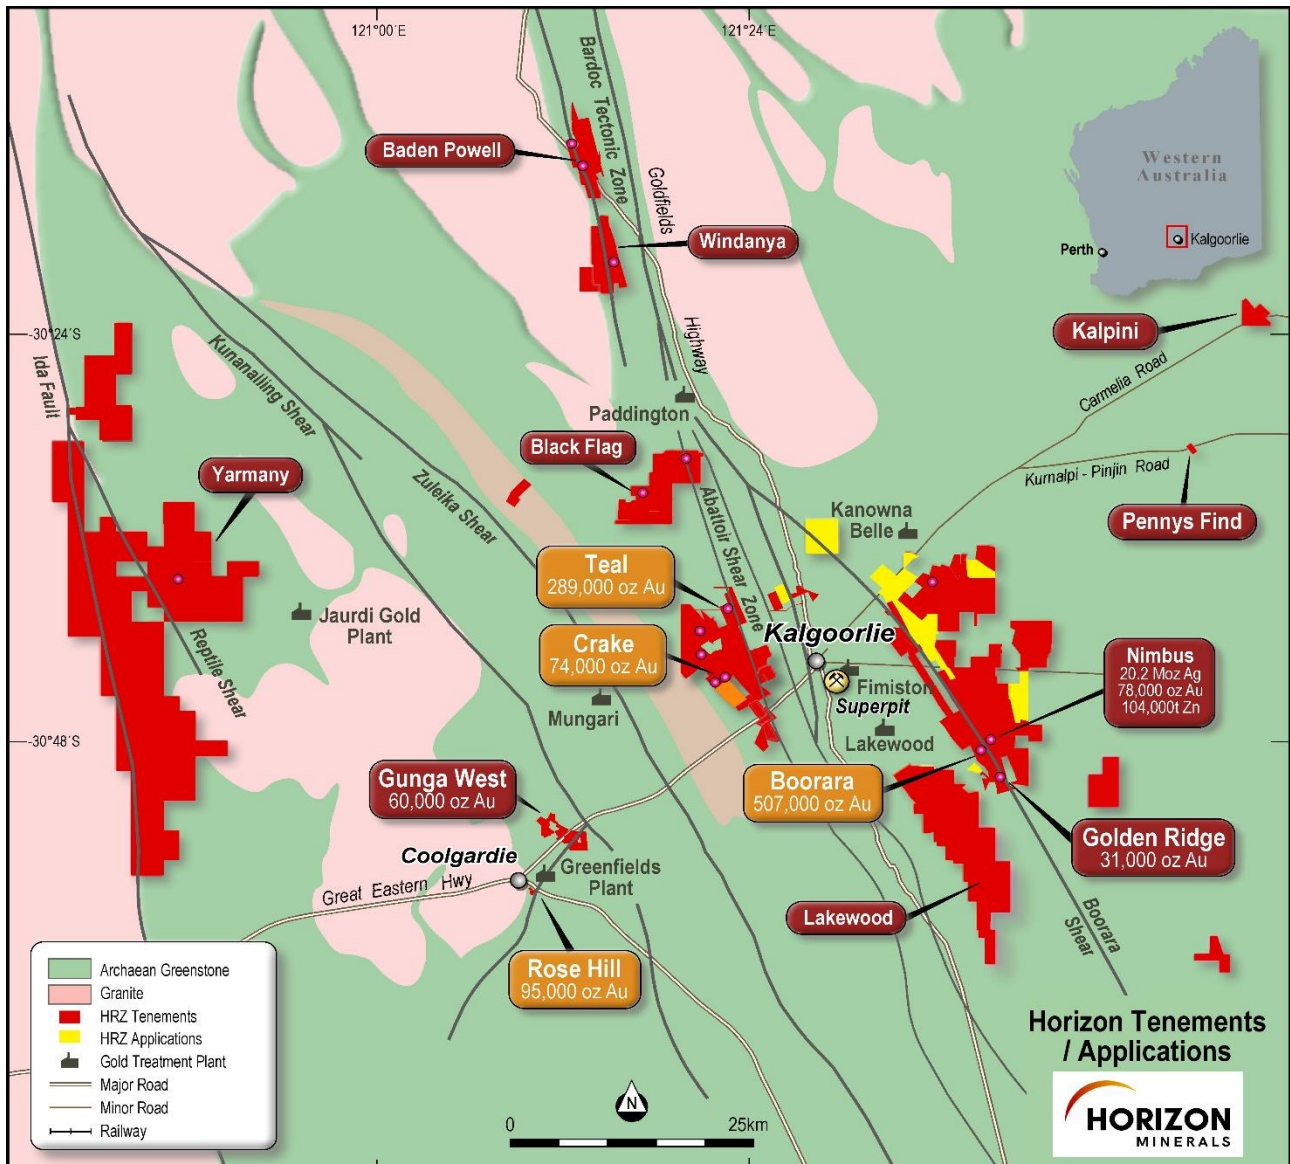 121°00´E
121°24´E
Bardoc Tectonic Zone
Goldfields
Highway
Baden Powell
Windanya
Western
Australia
Perth
Kalgoorlie
Kalpini
-30°24´S
Ida Fault
Kunanalling Shear
Carmelia Road
Paddington
Black Flag
Yarmany
Zuleika Shear
Abattoir Shear Zone
Kurnalpi - Pinjin Road
Kanowna
Belle
Pennys Find
Teal
289,000 oz Au
Jaurdi Gold
Plant
Reptile Shear
Crake
74,000 oz Au
Kalgoorlie
Nimbus
20.2 Moz Ag
78,000 oz Au
104,000t Zn
Fimiston
Superpit
Mungari
Lakewood
-30°48´S
Gunga West
60,000 oz Au
Boorara
507,000 oz Au
Golden Ridge
31,000 oz Au
Coolgardie
Greenfields
Plant
Great Eastern Hwy
Lakewood
Boorara
Shear
Rose Hill
95,000 oz Au
Archaean Greenstone
Granite
HRZ Tenements
HRZ Applications
Gold Treatment Plant
Major Road
Minor Road
Railway
N
0 25km
Horizon Tenements
/ Applications
HORIZON
MINERALS